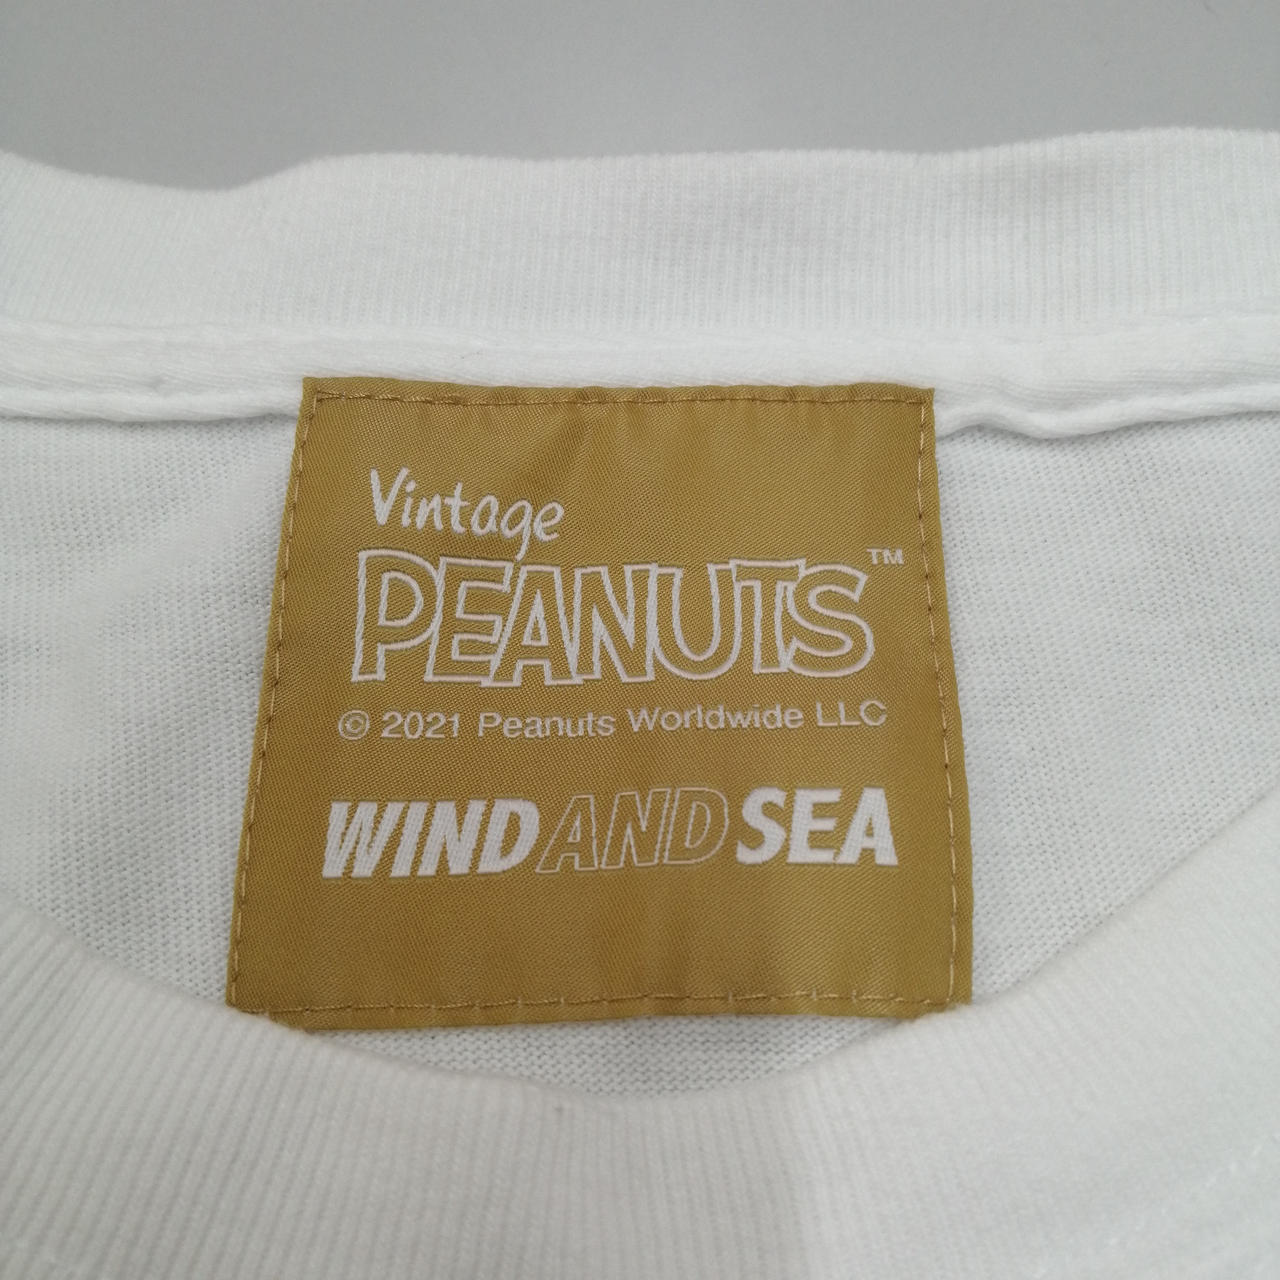 Vintage
PEANUTS™
© 2021 Peanuts Worldwide LLC
WIND AND SEA